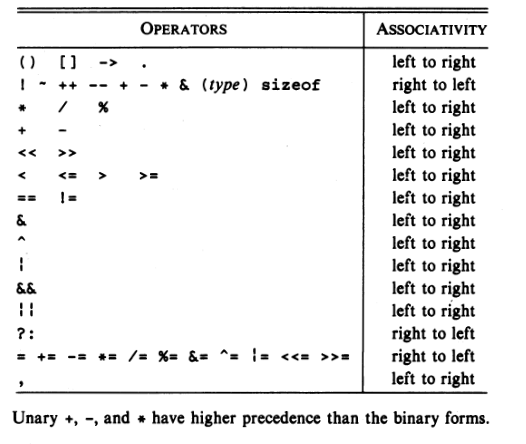 OPERATORS ASSOCIATIVITY
() [] -> . left to right
! ~ ++ -- + - * & (type) sizeof right to left
* / % left to right
+ - left to right
<< >> left to right
< <= > >= left to right
== != left to right
& left to right
^ left to right
¦ left to right
&& left to right
¦¦ left to right
?: right to left
= += -= *= /= %= &= ^= ¦= <<= >>= right to left
, left to right
Unary +, -, and * have higher precedence than the binary forms.